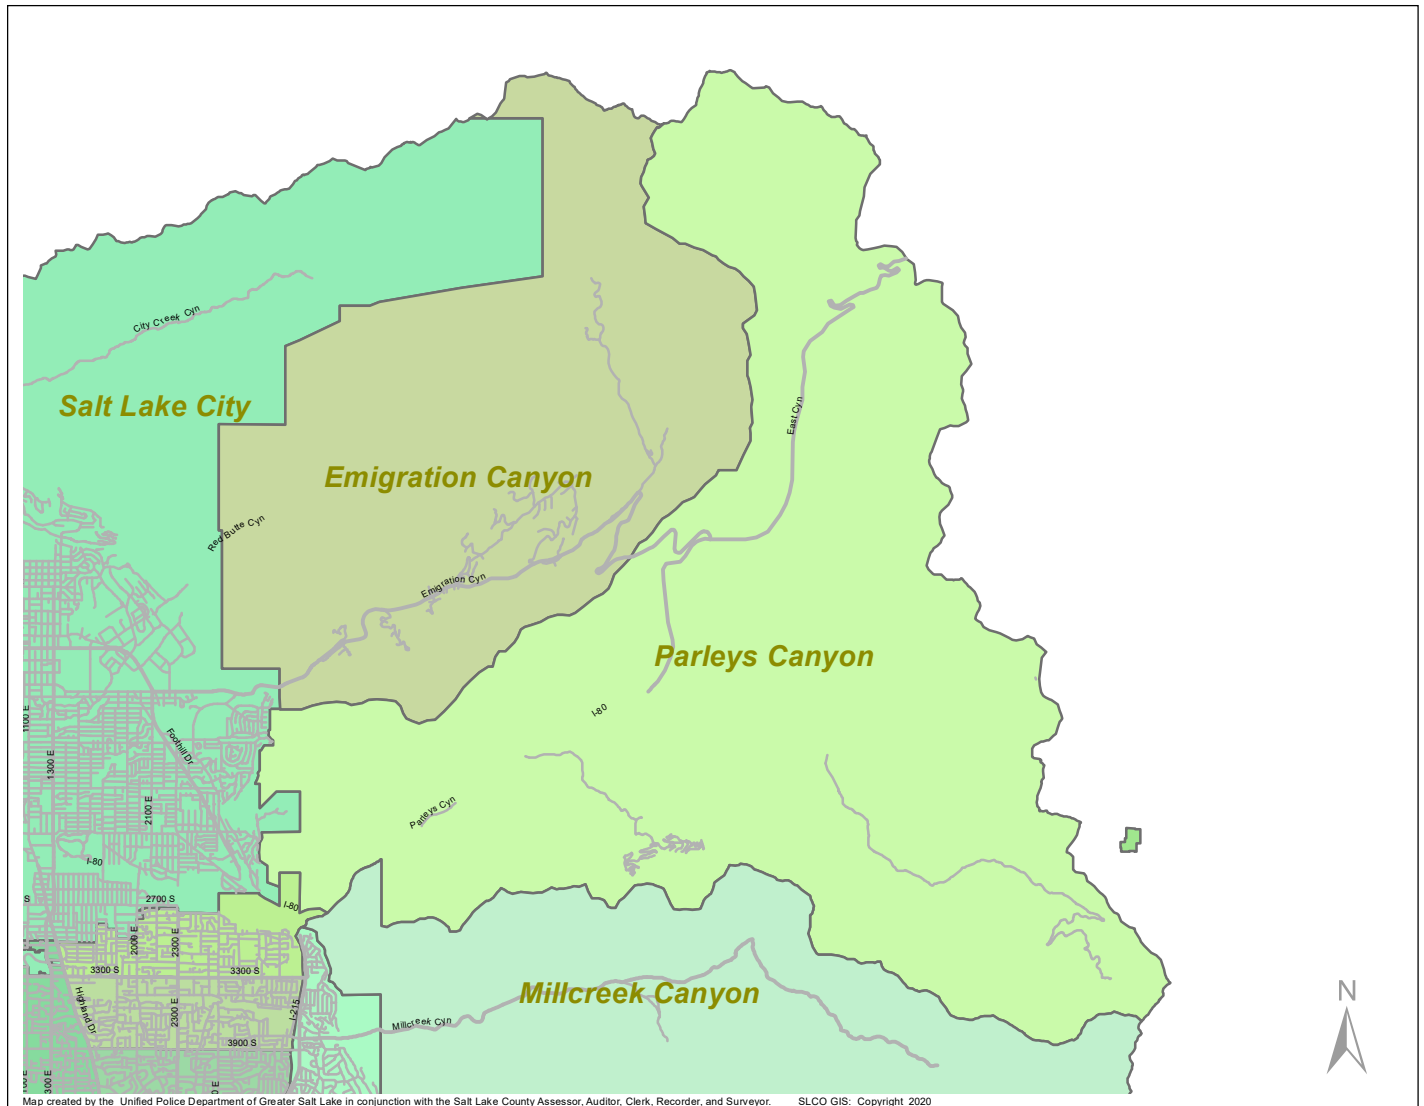 City Creek Cyn
Salt Lake City
East Cyn
Emigration Canyon
Red Butte Cyn
Emigration Cyn
Parleys Canyon
1100 E
I-80
Foothill Dr
1300 E
2100 E
Parleys Cyn
I-80
S
2700 S
I-80
2000 E
2300 E
3300 S
3300 S
Millcreek Canyon
N
Highland Dr
2300 E
I-215
Millcreek Cyn
3900 S
Map created by the Unified Police Department of Greater Salt Lake in conjunction with the Salt Lake County Assessor, Auditor, Clerk, Recorder, and Surveyor. SLCO GIS: Copyright 2020